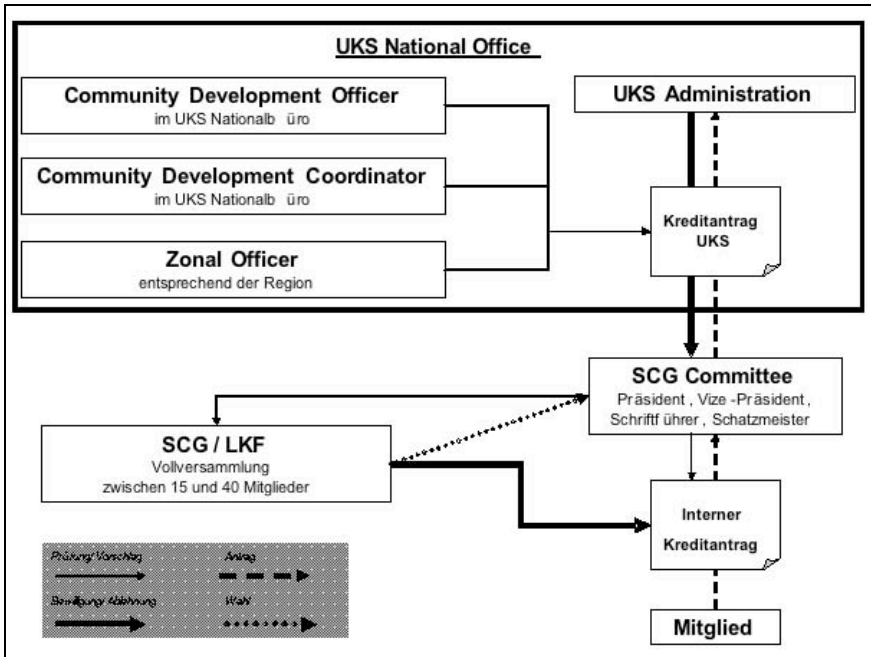 UKS National Office
Community Development Officer
im UKS Nationalb üro
UKS Administration
Community Development Coordinator
im UKS Nationalb üro
Kreditantrag
UKS
Zonal Officer
entsprechend der Region
SCG Committee
Präsident , Vize -Präsident ,
Schriftf ührer , Schatzmeister
SCG / LKF
Vollversammlung
zwischen 15 und 40 Mitglieder
Interner
Kreditantrag
Prüfung/ Vorschlag
Antrag
Bewilligung/ Ablehnung
Wahl
Mitglied